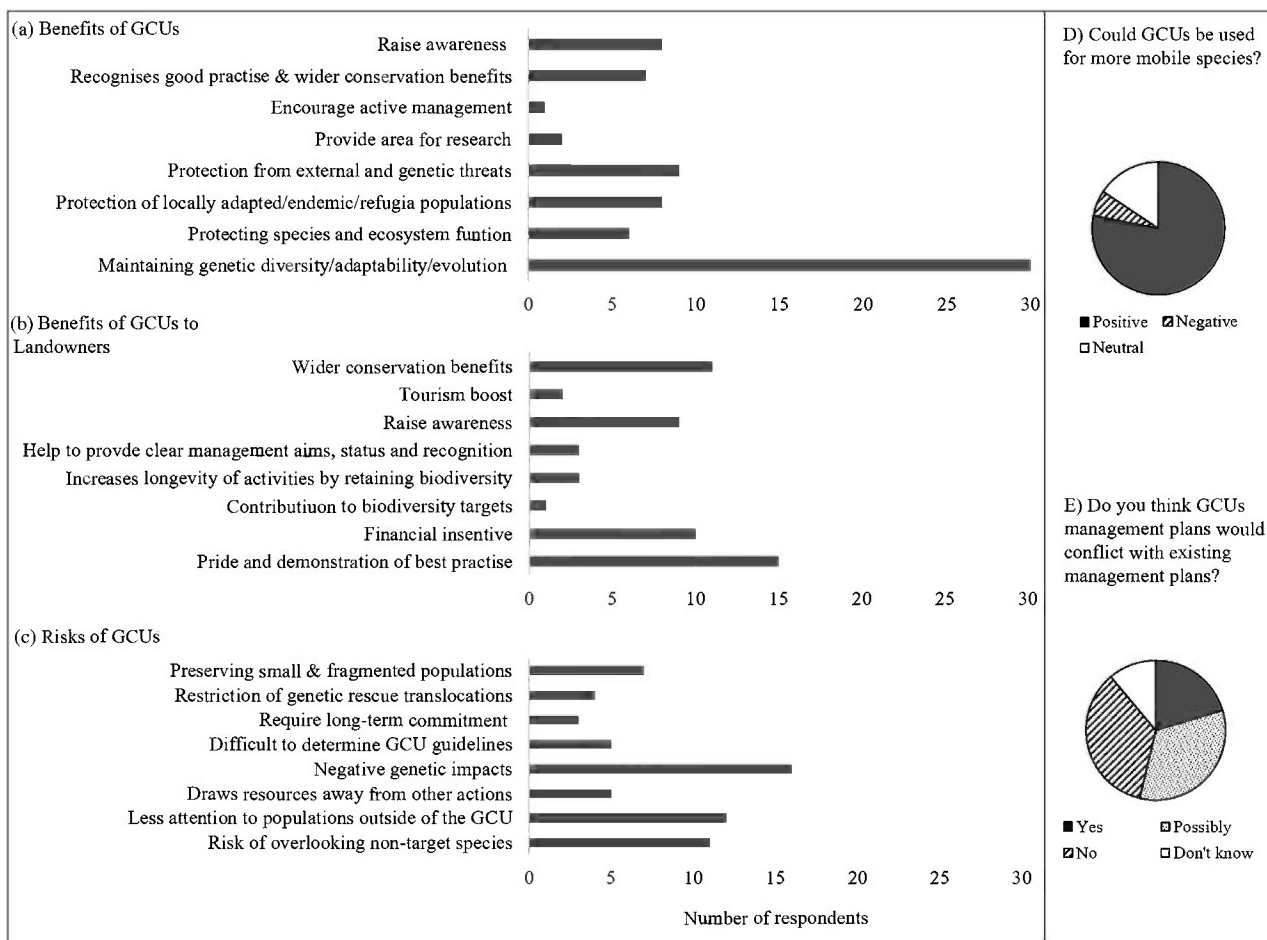 (a) Benefits of GCUs
Raise awareness
Recognises good practise & wider conservation benefits
Encourage active management
Provide area for research
Protection from external and genetic threats
Protection of locally adapted/endemic/refugia populations
Protecting species and ecosystem funtion
Maintaining genetic diversity/adaptability/evolution
0 5 10 15 20 25 30
(b) Benefits of GCUs to
Landowners
Wider conservation benefits
Tourism boost
Raise awareness
Help to provde clear management aims, status and recognition
Increases longevity of activities by retaining biodiversity
Contributiuon to biodiversity targets
Financial insentive
Pride and demonstration of best practise
0 5 10 15 20 25 30
(c) Risks of GCUs
Preserving small & fragmented populations
Restriction of genetic rescue translocations
Require long-term commitment
Difficult to determine GCU guidelines
Negative genetic impacts
Draws resources away from other actions
Less attention to populations outside of the GCU
Risk of overlooking non-target species
0 5 10 15 20 25 30
Number of respondents
D) Could GCUs be used
for more mobile species?
Positive Negative
Neutral
E) Do you think GCUs
management plans would
conflict with existing
management plans?
Yes Possibly
No Don't know